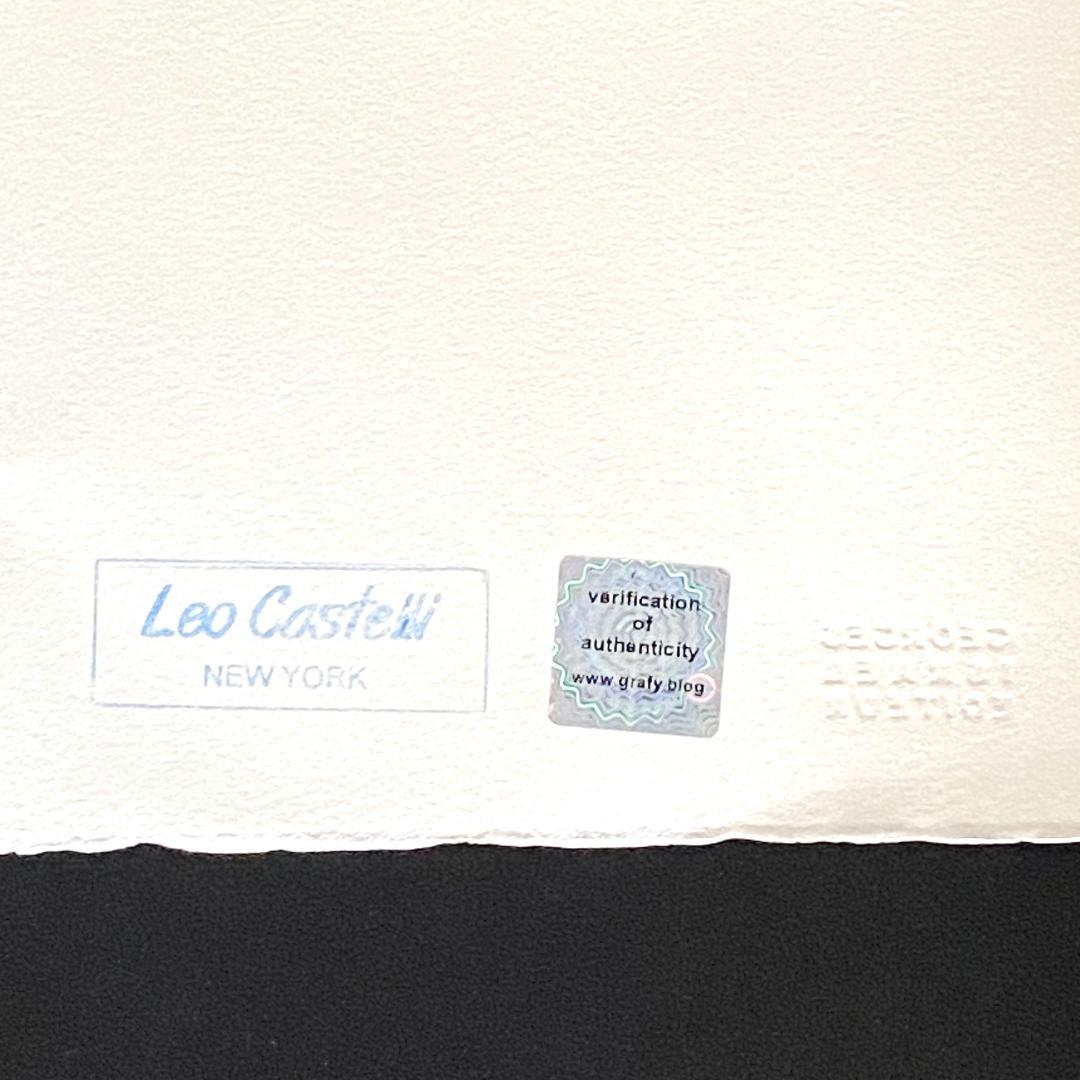 Leo Castelli
NEW YORK
verification
of
authenticity
www.grafy.blog